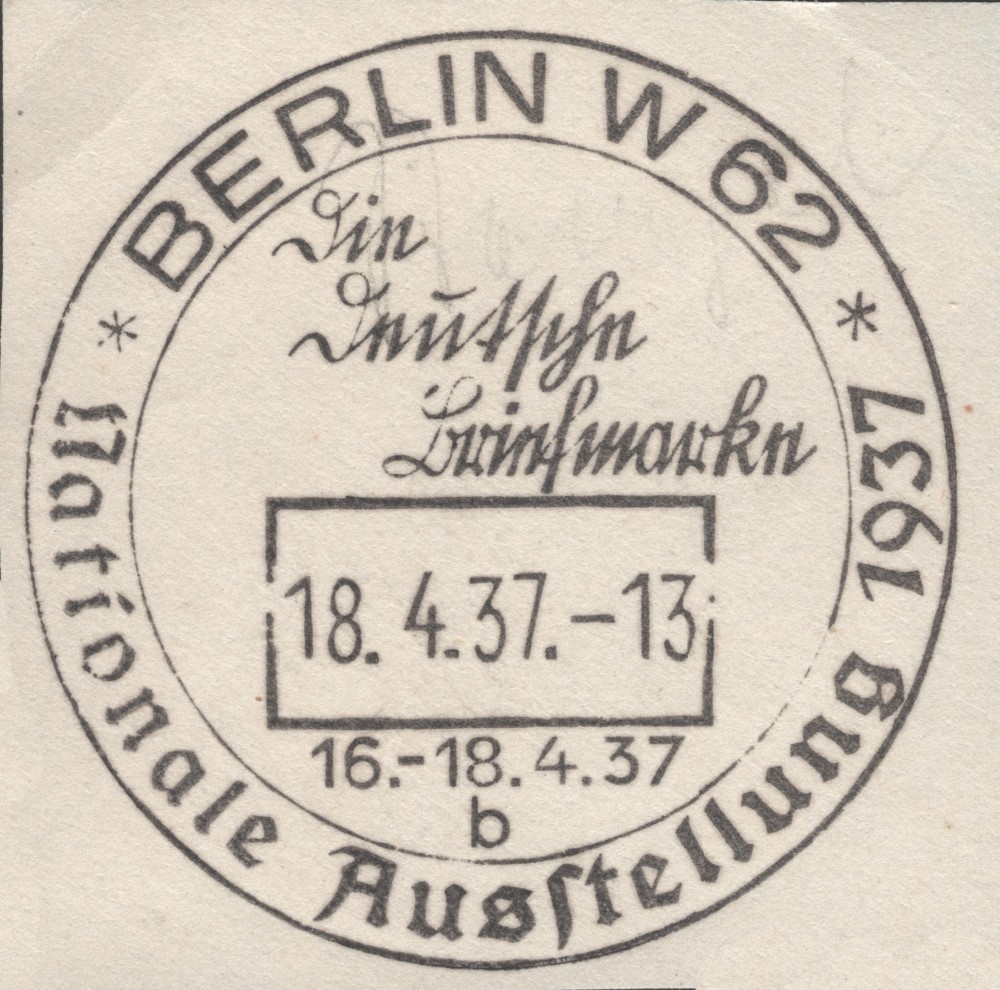 * BERLIN W 62 *
Die
Deutsche
Briefmarke
18. 4.37.-13
16.-18.4.37
b
Nationale Ausstellung 1937